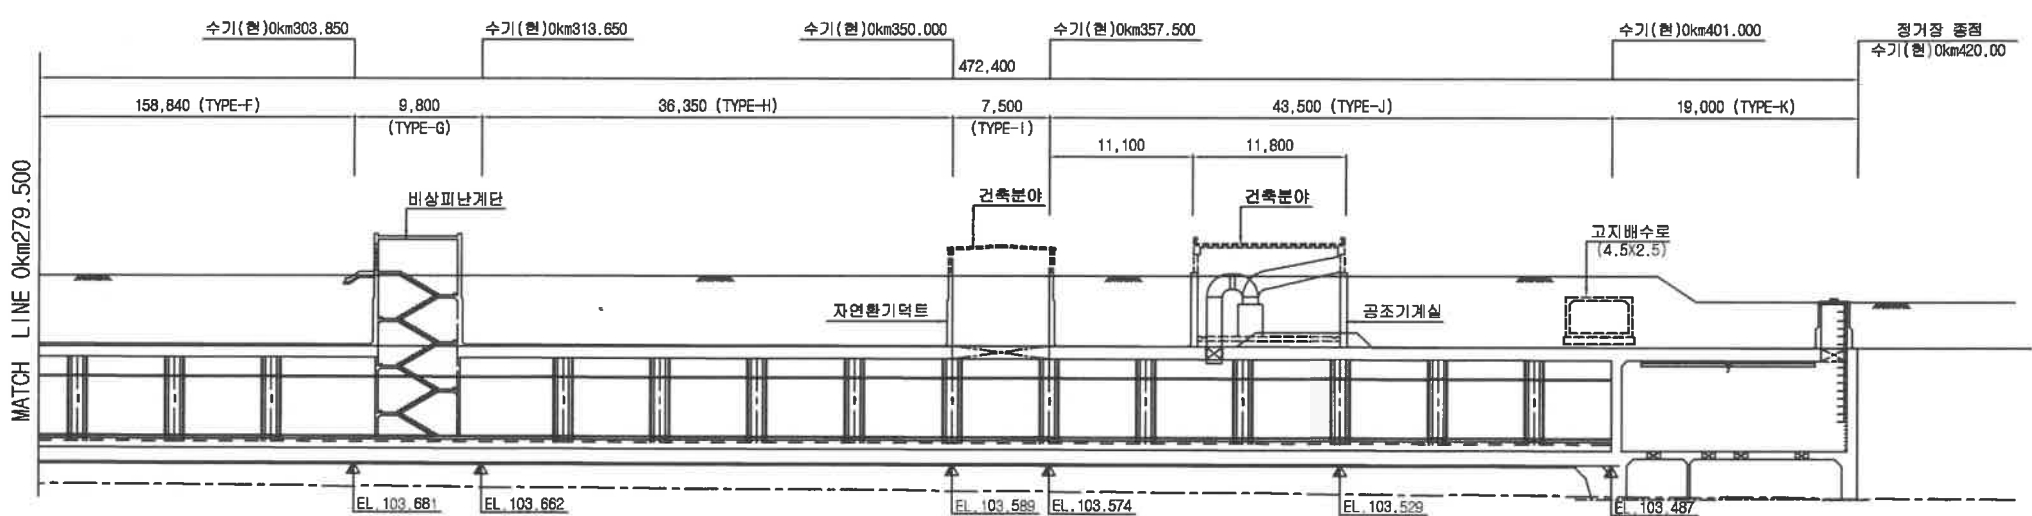 수기(현)0km303.850
수기(현)0km313.650
수기(현)0km350.000
수기(현)0km357.500
수기(현)0km401.000
정거장 종점
수기(현)0km420.00
472,400
158,840 (TYPE-F)
9,800
(TYPE-G)
36,350 (TYPE-H)
7,500
(TYPE-I)
43,500 (TYPE-J)
19,000 (TYPE-K)
11,100
11,800
MATCH LINE 0km279.500
비상피난계단
건축분야
건축분야
고지배수로
(4.5X2.5)
자연환기덕트
공조기계실
EL.103.681
EL.103.662
EL.103.589
EL.103.574
EL.103.529
EL.103.487